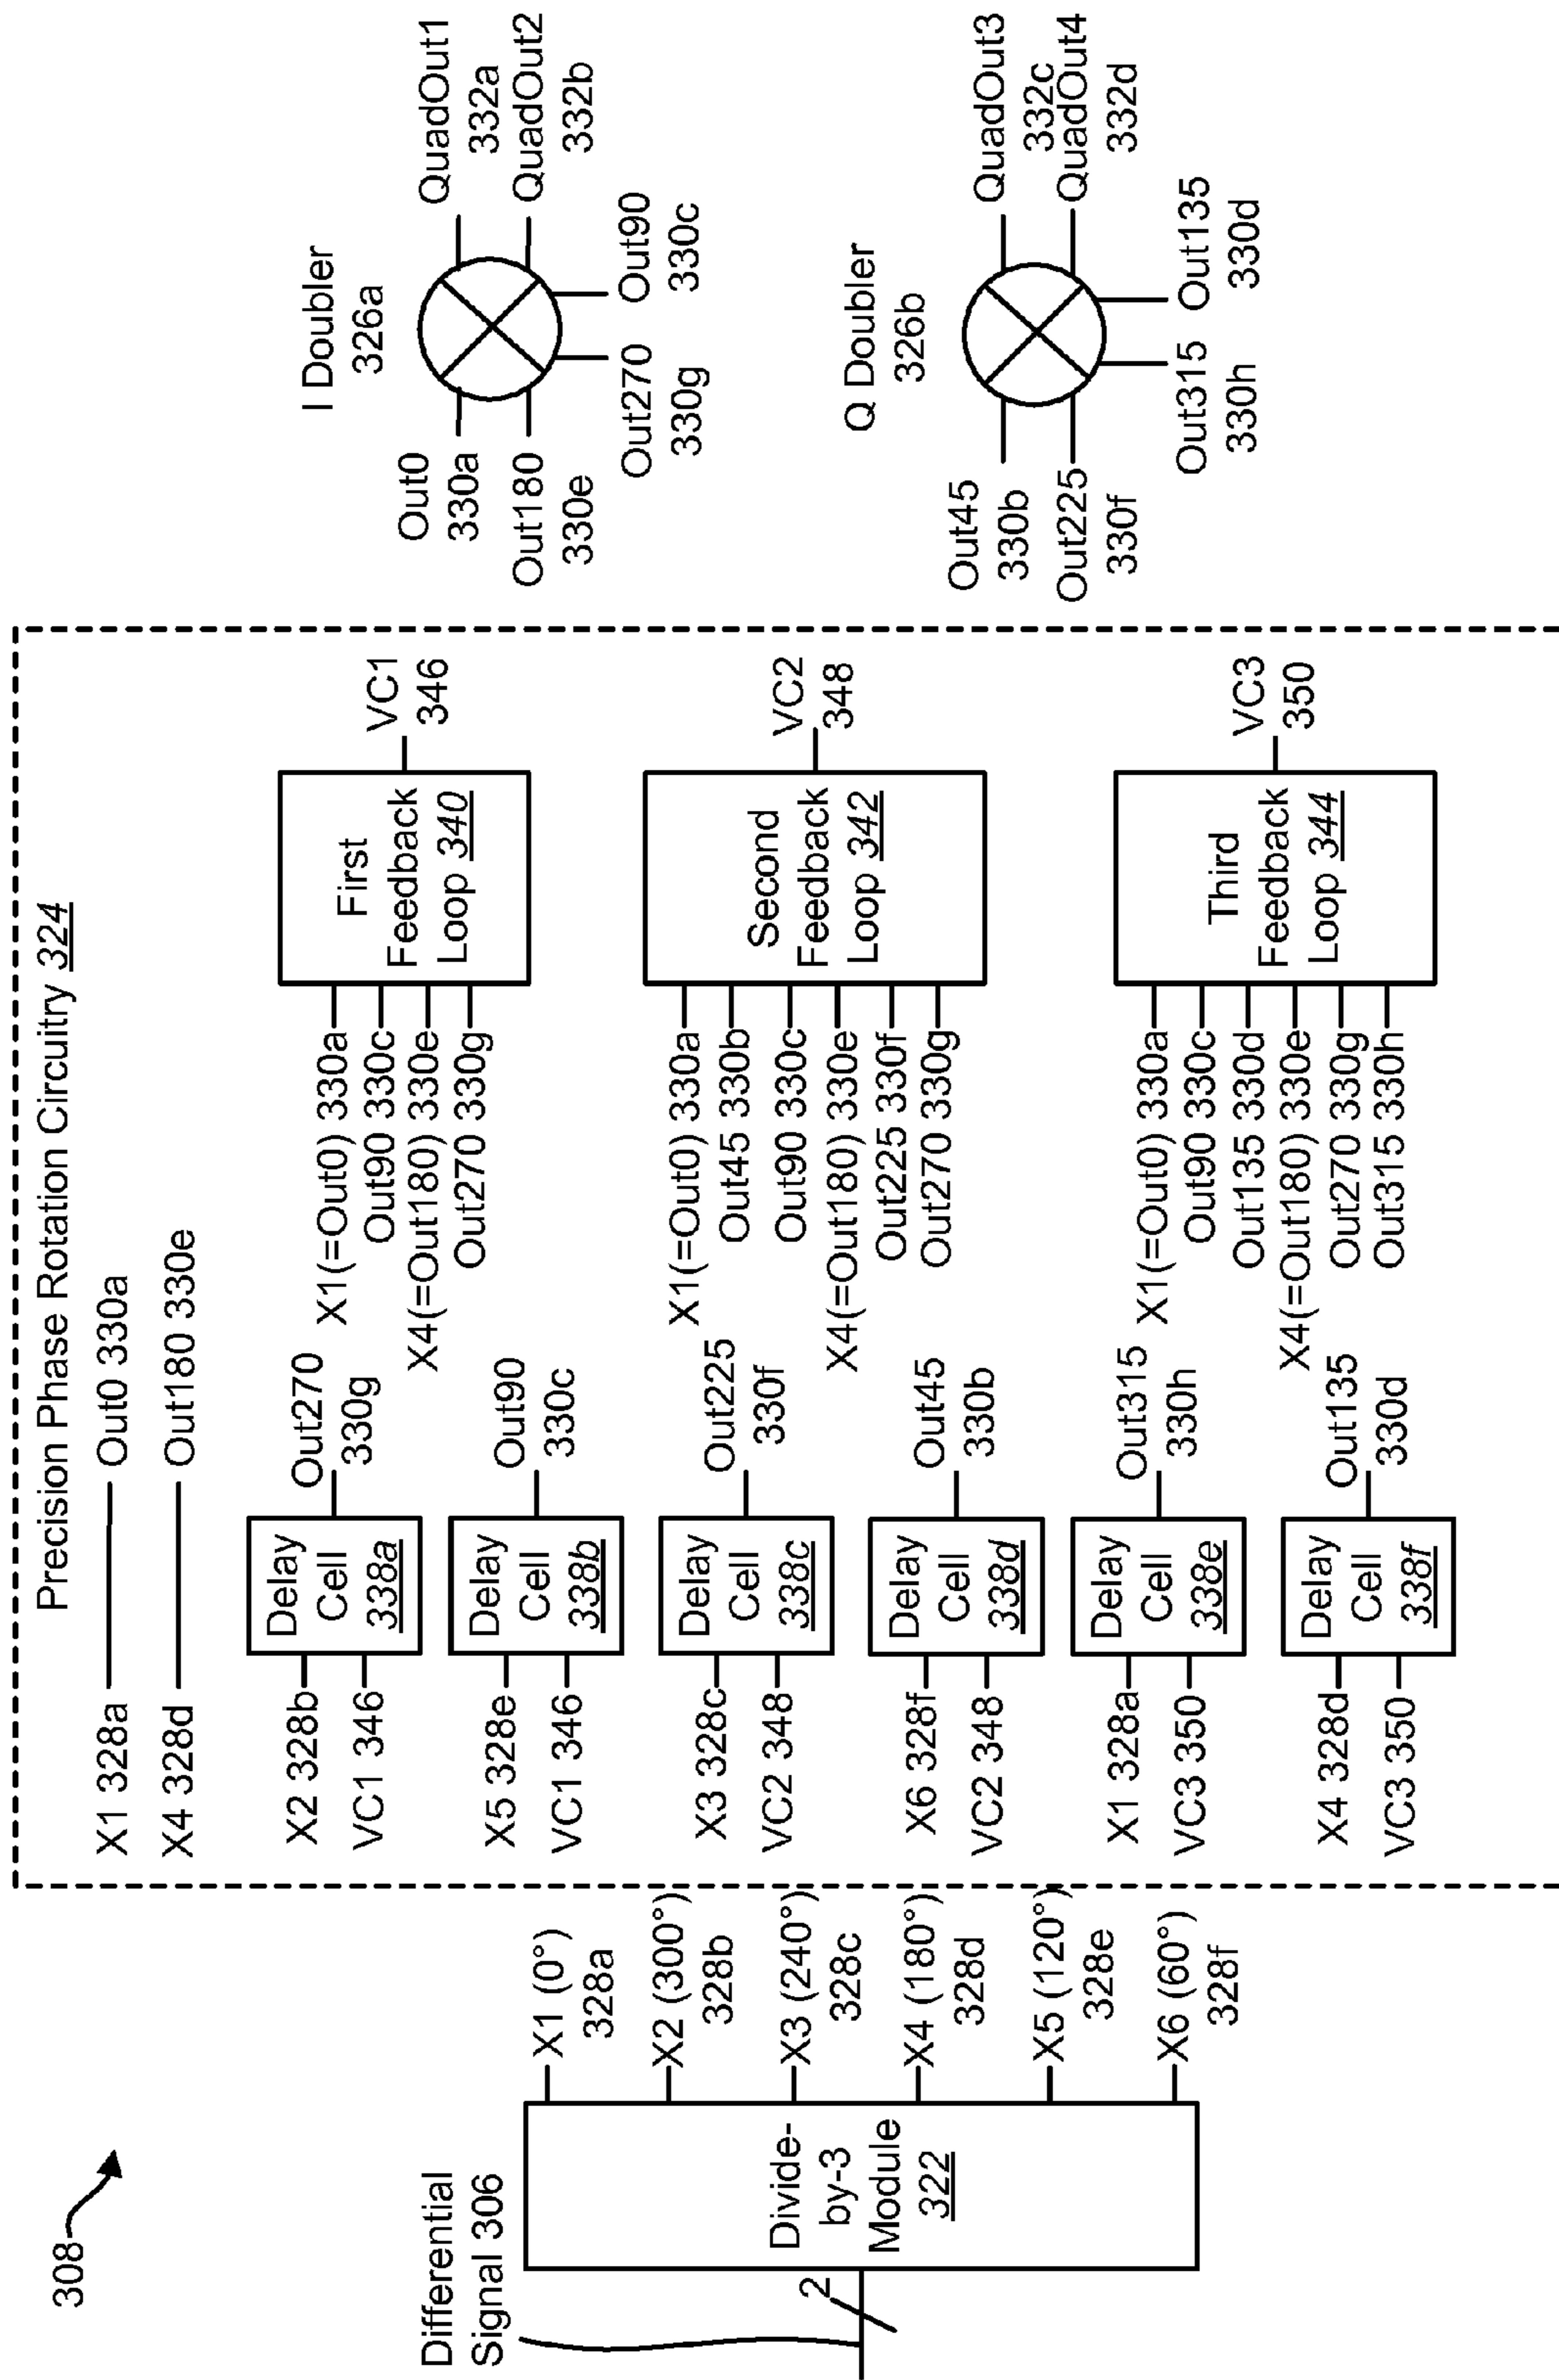 308
Differential
Signal 306
2
Divide-
by-3
Module
322
X1 (0°)
328a
X2 (300°)
328b
X3 (240°)
328c
X4 (180°)
328d
X5 (120°)
328e
X6 (60°)
328f
Precision Phase Rotation Circuitry 324
X1 328a
Out0 330a
X4 328d
Out180 330e
X2 328b
VC1 346
Delay
Cell
338a
Out270
330g
X5 328e
VC1 346
Delay
Cell
338b
Out90
330c
X3 328c
VC2 348
Delay
Cell
338c
Out225
330f
X6 328f
VC2 348
Delay
Cell
338d
Out45
330b
X1 328a
VC3 350
Delay
Cell
338e
Out315
330h
X4 328d
VC3 350
Delay
Cell
338f
Out135
330d
X1(=Out0) 330a
Out90 330c
X4(=Out180) 330e
Out270 330g
First
Feedback
Loop 340
VC1
346
X1(=Out0) 330a
Out45 330b
Out90 330c
X4(=Out180) 330e
Out225 330f
Out270 330g
Second
Feedback
Loop 342
VC2
348
X1(=Out0) 330a
Out90 330c
Out135 330d
X4(=Out180) 330e
Out270 330g
Out315 330h
Third
Feedback
Loop 344
VC3
350
I Doubler
326a
Out0
330a
Out180
330e
Out270
330g
Out90
330c
QuadOut1
332a
QuadOut2
332b
Q Doubler
326b
Out45
330b
Out225
330f
Out315
330h
Out135
330d
QuadOut3
332c
QuadOut4
332d